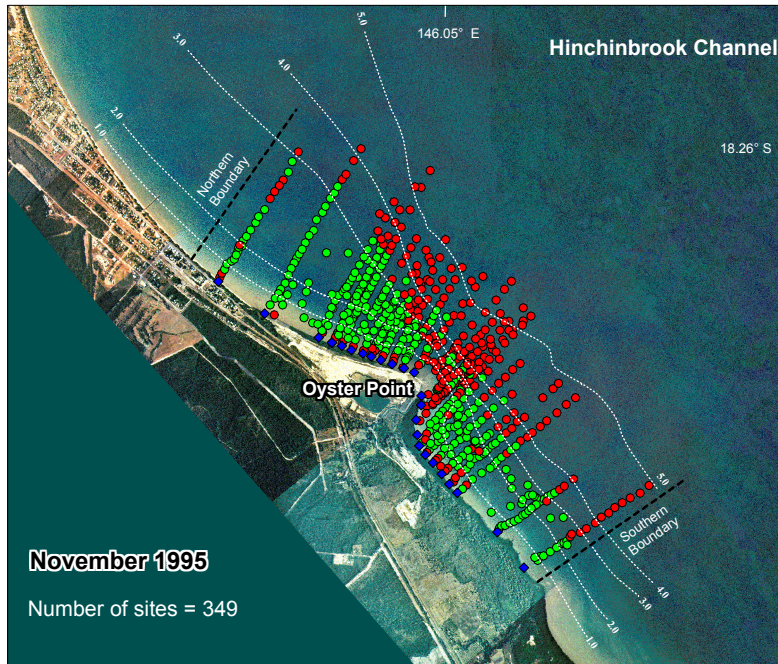 5.0
146.05° E
Hinchinbrook Channel
3.0
4.0
2.0
1.0
18.26° S
Northern
Boundary
Oyster Point
5.0
Southern
Boundary
November 1995
4.0
3.0
Number of sites = 349
2.0
1.0